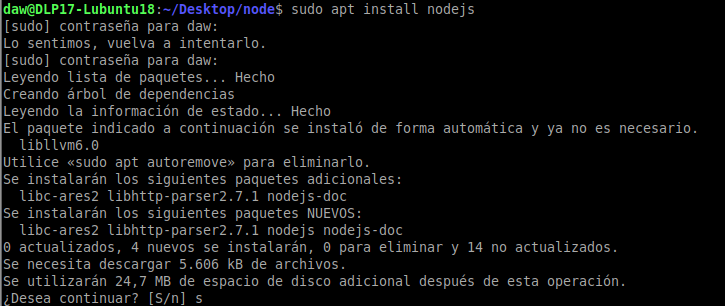 daw@DLP17-Lubuntu18:~/Desktop/node$ sudo apt install nodejs
[sudo] contraseña para daw:
Lo sentimos, vuelva a intentarlo.
[sudo] contraseña para daw:
Leyendo lista de paquetes... Hecho
Creando árbol de dependencias
Leyendo la información de estado... Hecho
El paquete indicado a continuación se instaló de forma automática y ya no es necesario.
  libllvm6.0
Utilice «sudo apt autoremove» para eliminarlo.
Se instalarán los siguientes paquetes adicionales:
  libc-ares2 libhttp-parser2.7.1 nodejs-doc
Se instalarán los siguientes paquetes NUEVOS:
  libc-ares2 libhttp-parser2.7.1 nodejs nodejs-doc
0 actualizados, 4 nuevos se instalarán, 0 para eliminar y 14 no actualizados.
Se necesita descargar 5.606 kB de archivos.
Se utilizarán 24,7 MB de espacio de disco adicional después de esta operación.
¿Desea continuar? [S/n] s